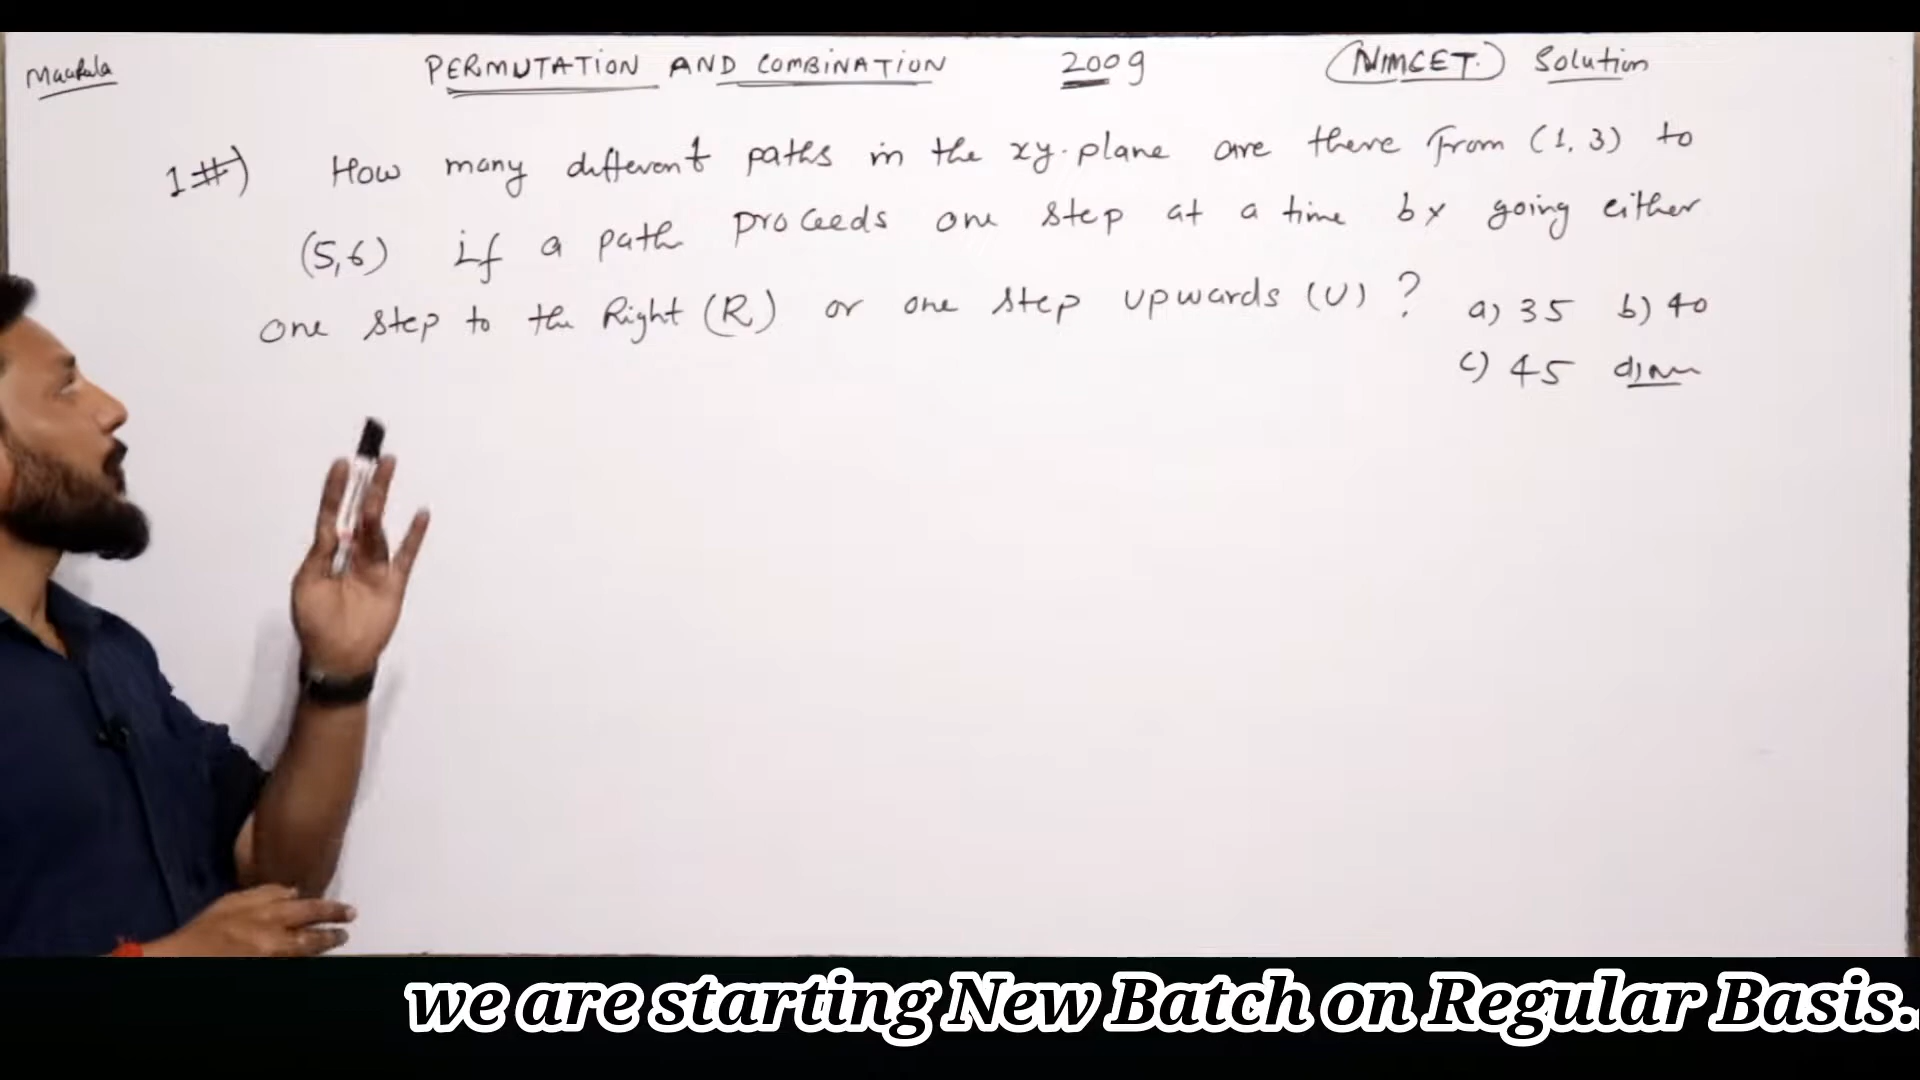 PERMUTATION AND COMBINATION 2009 NIMCET. Solution
1#) How many different paths in the xy-plane are there from (1, 3) to
(5,6) if a path proceeds one step at a time by going either
one step to the Right (R) or one step upwards (U) ? a) 35 b) 40
c) 45 d)
we are starting New Batch on Regular Basis.